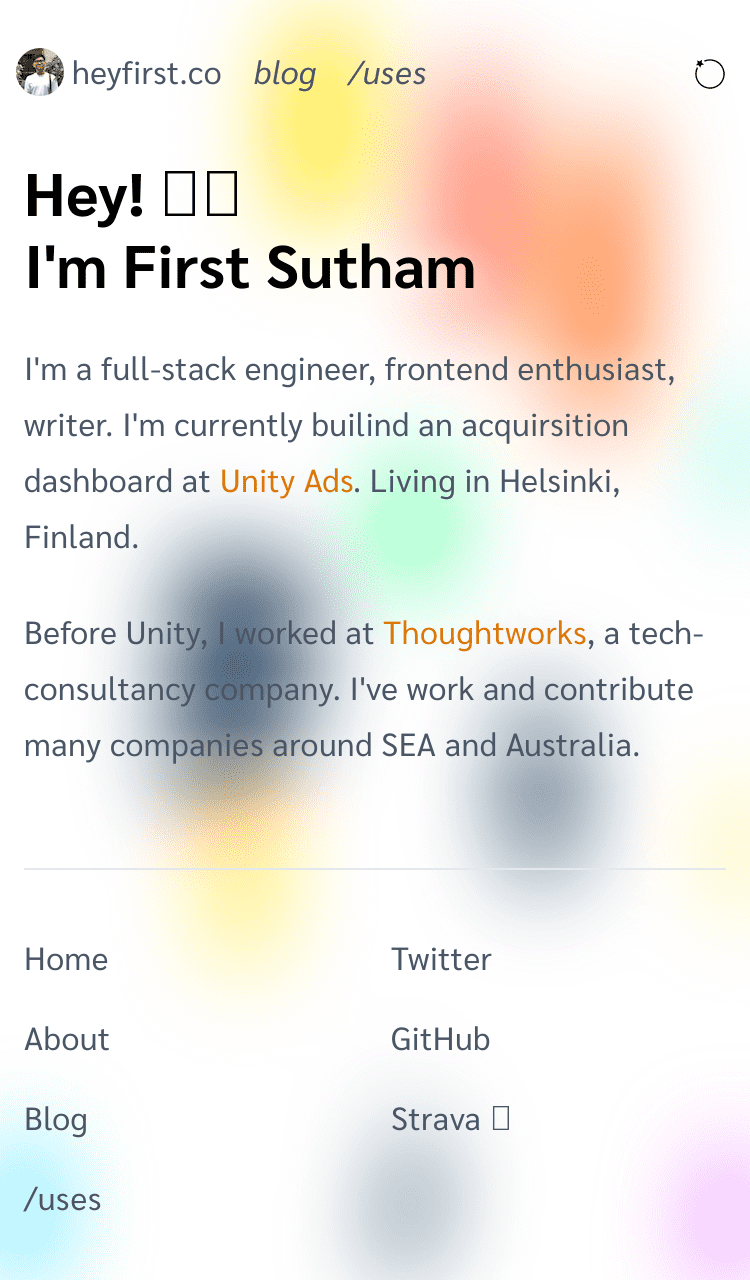 heyfirst.co blog /uses
Hey!
I'm First Sutham
I'm a full-stack engineer, frontend enthusiast,
writer. I'm currently builind an acquirsition
dashboard at Unity Ads. Living in Helsinki,
Finland.
Before Unity, I worked at Thoughtworks, a tech-
consultancy company. I've work and contribute
many companies around SEA and Australia.
Home
About
Blog
/uses
Twitter
GitHub
Strava